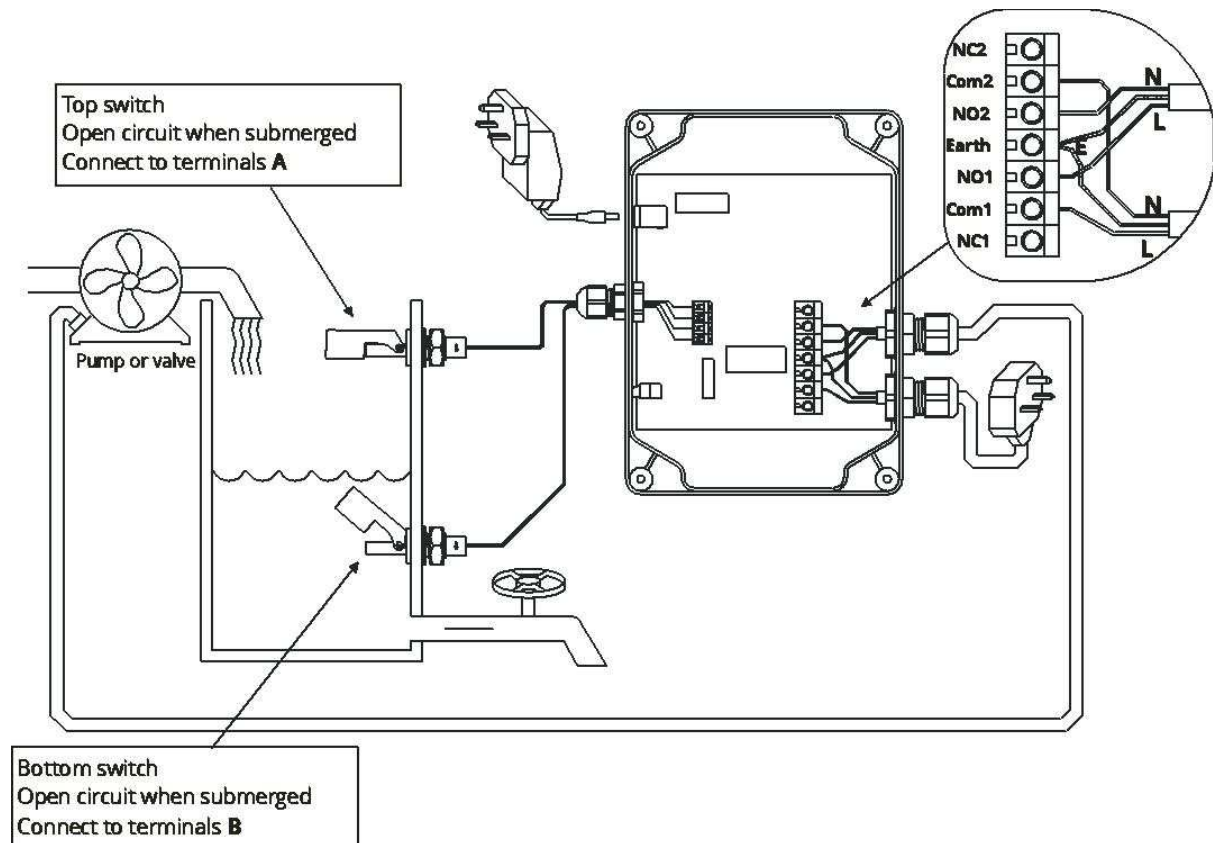 Top switch
Open circuit when submerged
Connect to terminals A
Pump or valve
NC2
Com2
NO2
Earth
NO1
Com1
NC1
N
E
L
N
L
Bottom switch
Open circuit when submerged
Connect to terminals B